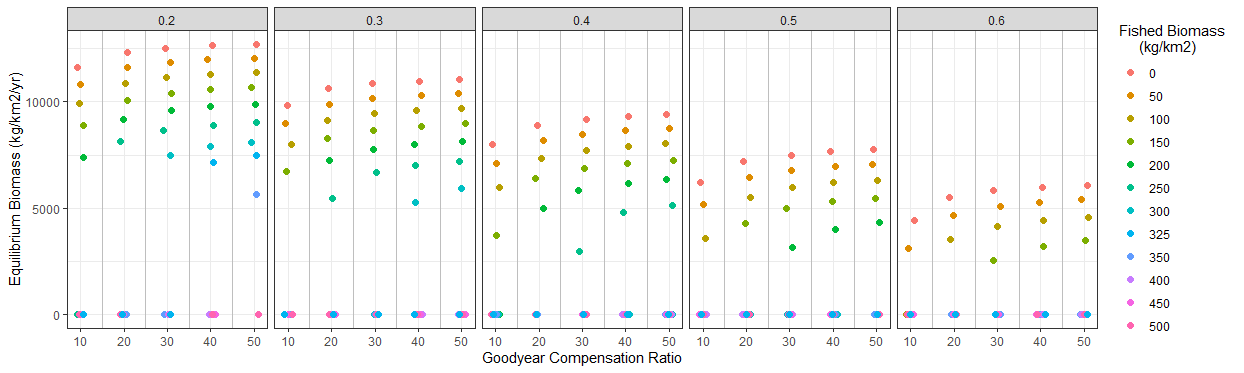 0.2 0.3 0.4 0.5 0.6
Equilibrium Biomass (kg/km2/yr)
10000
5000
0
10 20 30 40 50 10 20 30 40 50 10 20 30 40 50 10 20 30 40 50 10 20 30 40 50
Goodyear Compensation Ratio
Fished Biomass
(kg/km2)
0
50
100
150
200
250
300
325
350
400
450
500